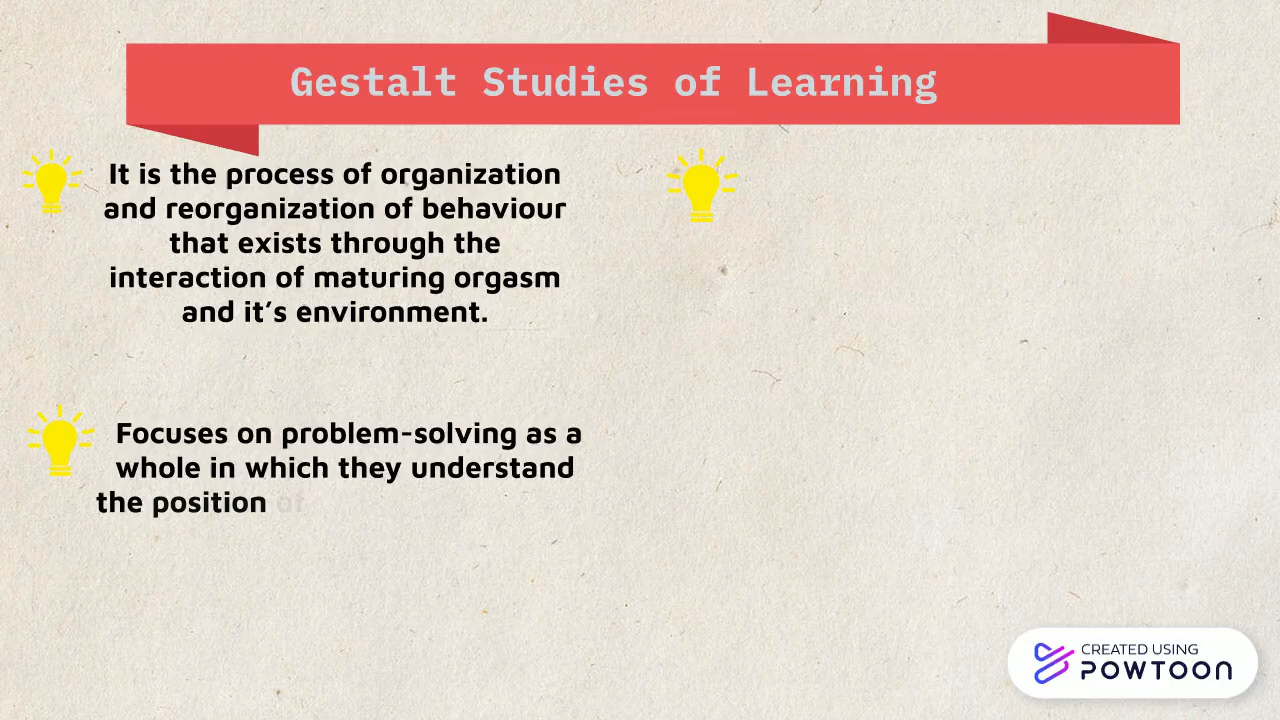 Gestalt Studies of Learning
It is the process of organization
and reorganization of behaviour
that exists through the
interaction of maturing orgasm
and it’s environment.
Focuses on problem-solving as a
whole in which they understand
the position of
CREATED USING
POWTOON